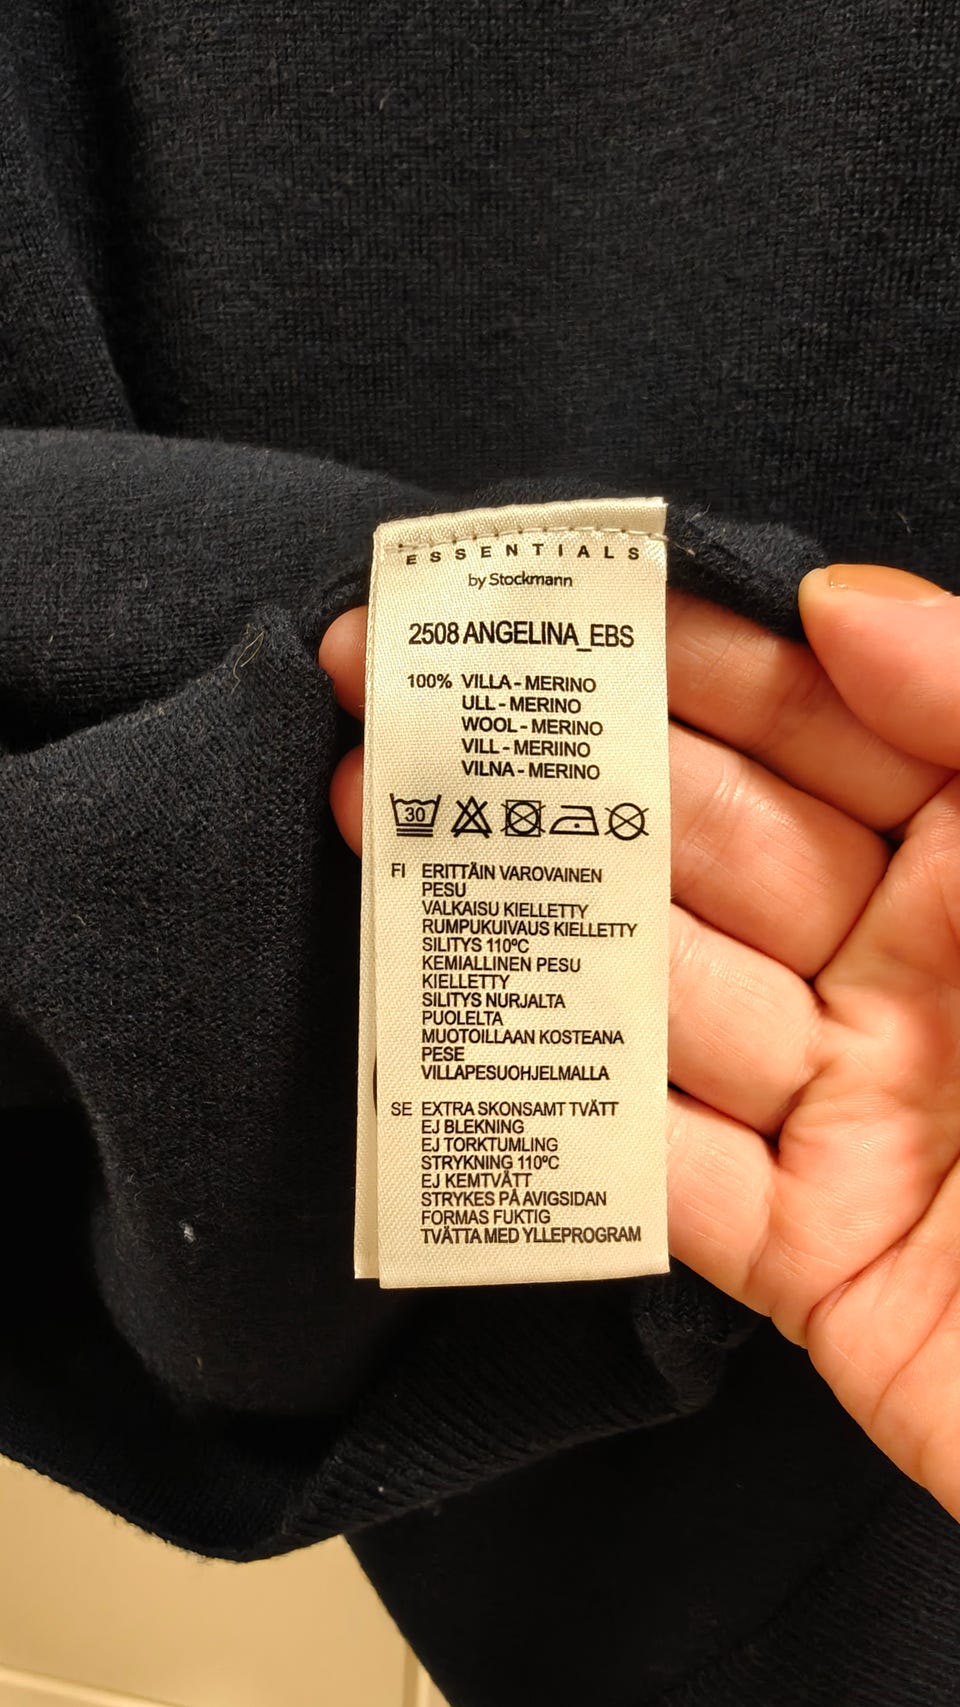 ESSENTIALS
by Stockmann
2508 ANGELINA_EBS
100% VILLA - MERINO
ULL - MERINO
WOOL - MERINO
VILL - MERIINO
VILNA - MERINO
30
FI ERITTÄIN VAROVAINEN
PESU
VALKAISU KIELLETTY
RUMPUKUIVAUS KIELLETTY
SILITYS 110ºC
KEMIALLINEN PESU
KIELLETTY
SILITYS NURJALTA
PUOLELTA
MUOTOILLAAN KOSTEANA
PESE
VILLAPESUOHJELMALLA
SE EXTRA SKONSAMT TVÄTT
EJ BLEKNING
EJ TORKTUMLING
STRYKNING 110ºC
EJ KEMTVÄTT
STRYKES PÅ AVIGSIDAN
FORMAS FUKTIG
TVÄTTA MED YLLEPROGRAM